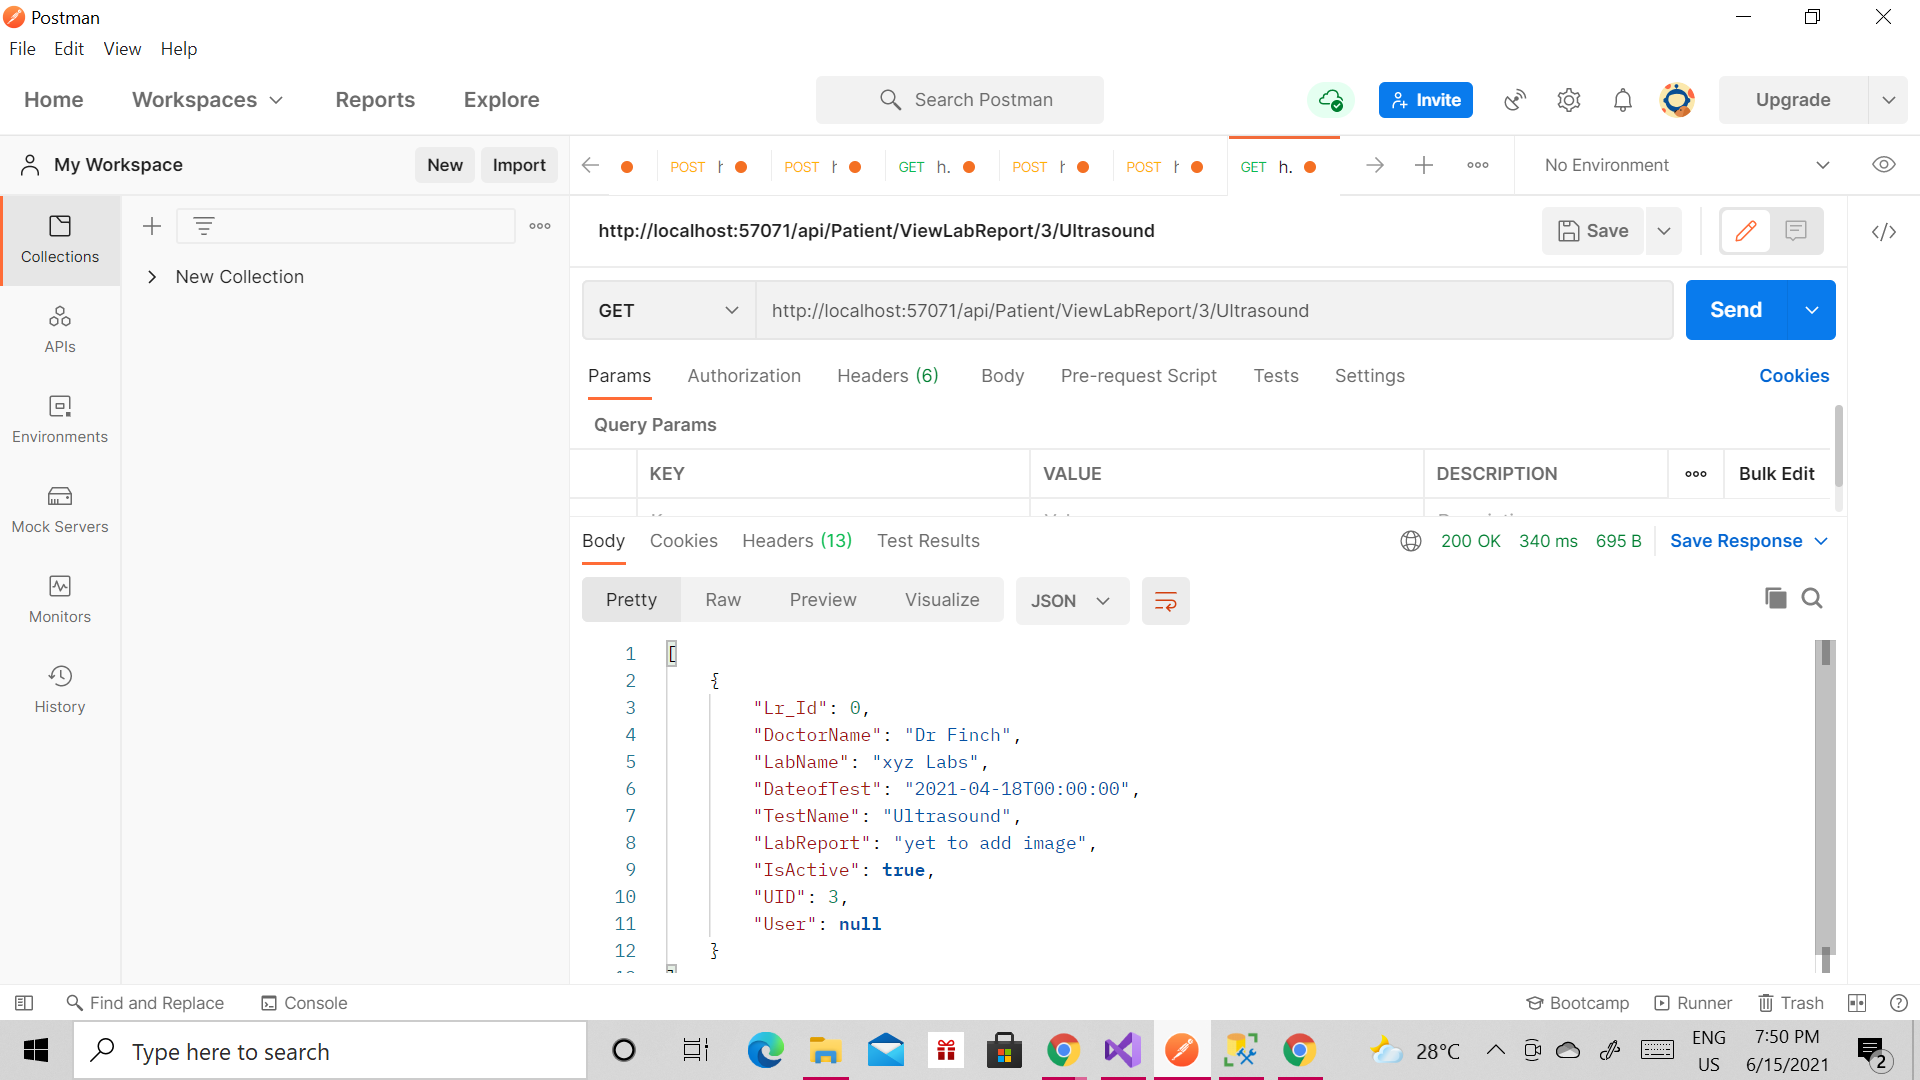 Postman
File Edit View Help
Home Workspaces Reports Explore Search Postman Invite Upgrade
My Workspace New Import POST h POST h GET h. POST h POST h GET h. No Environment
Collections
APIs
Environments
Mock Servers
Monitors
History
New Collection
http://localhost:57071/api/Patient/ViewLabReport/3/Ultrasound Save
GET http://localhost:57071/api/Patient/ViewLabReport/3/Ultrasound Send
Params Authorization Headers (6) Body Pre-request Script Tests Settings Cookies
Query Params
KEY VALUE DESCRIPTION Bulk Edit
Body Cookies Headers (13) Test Results 200 OK 340 ms 695 B Save Response
Pretty Raw Preview Visualize JSON
1 [
2 {
3 "Lr_Id": 0,
4 "DoctorName": "Dr Finch",
5 "LabName": "xyz Labs",
6 "DateofTest": "2021-04-18T00:00:00",
7 "TestName": "Ultrasound",
8 "LabReport": "yet to add image",
9 "IsActive": true,
10 "UID": 3,
11 "User": null
12 }
Find and Replace Console Bootcamp Runner Trash
Type here to search 28°C ENG US 7:50 PM 6/15/2021 2